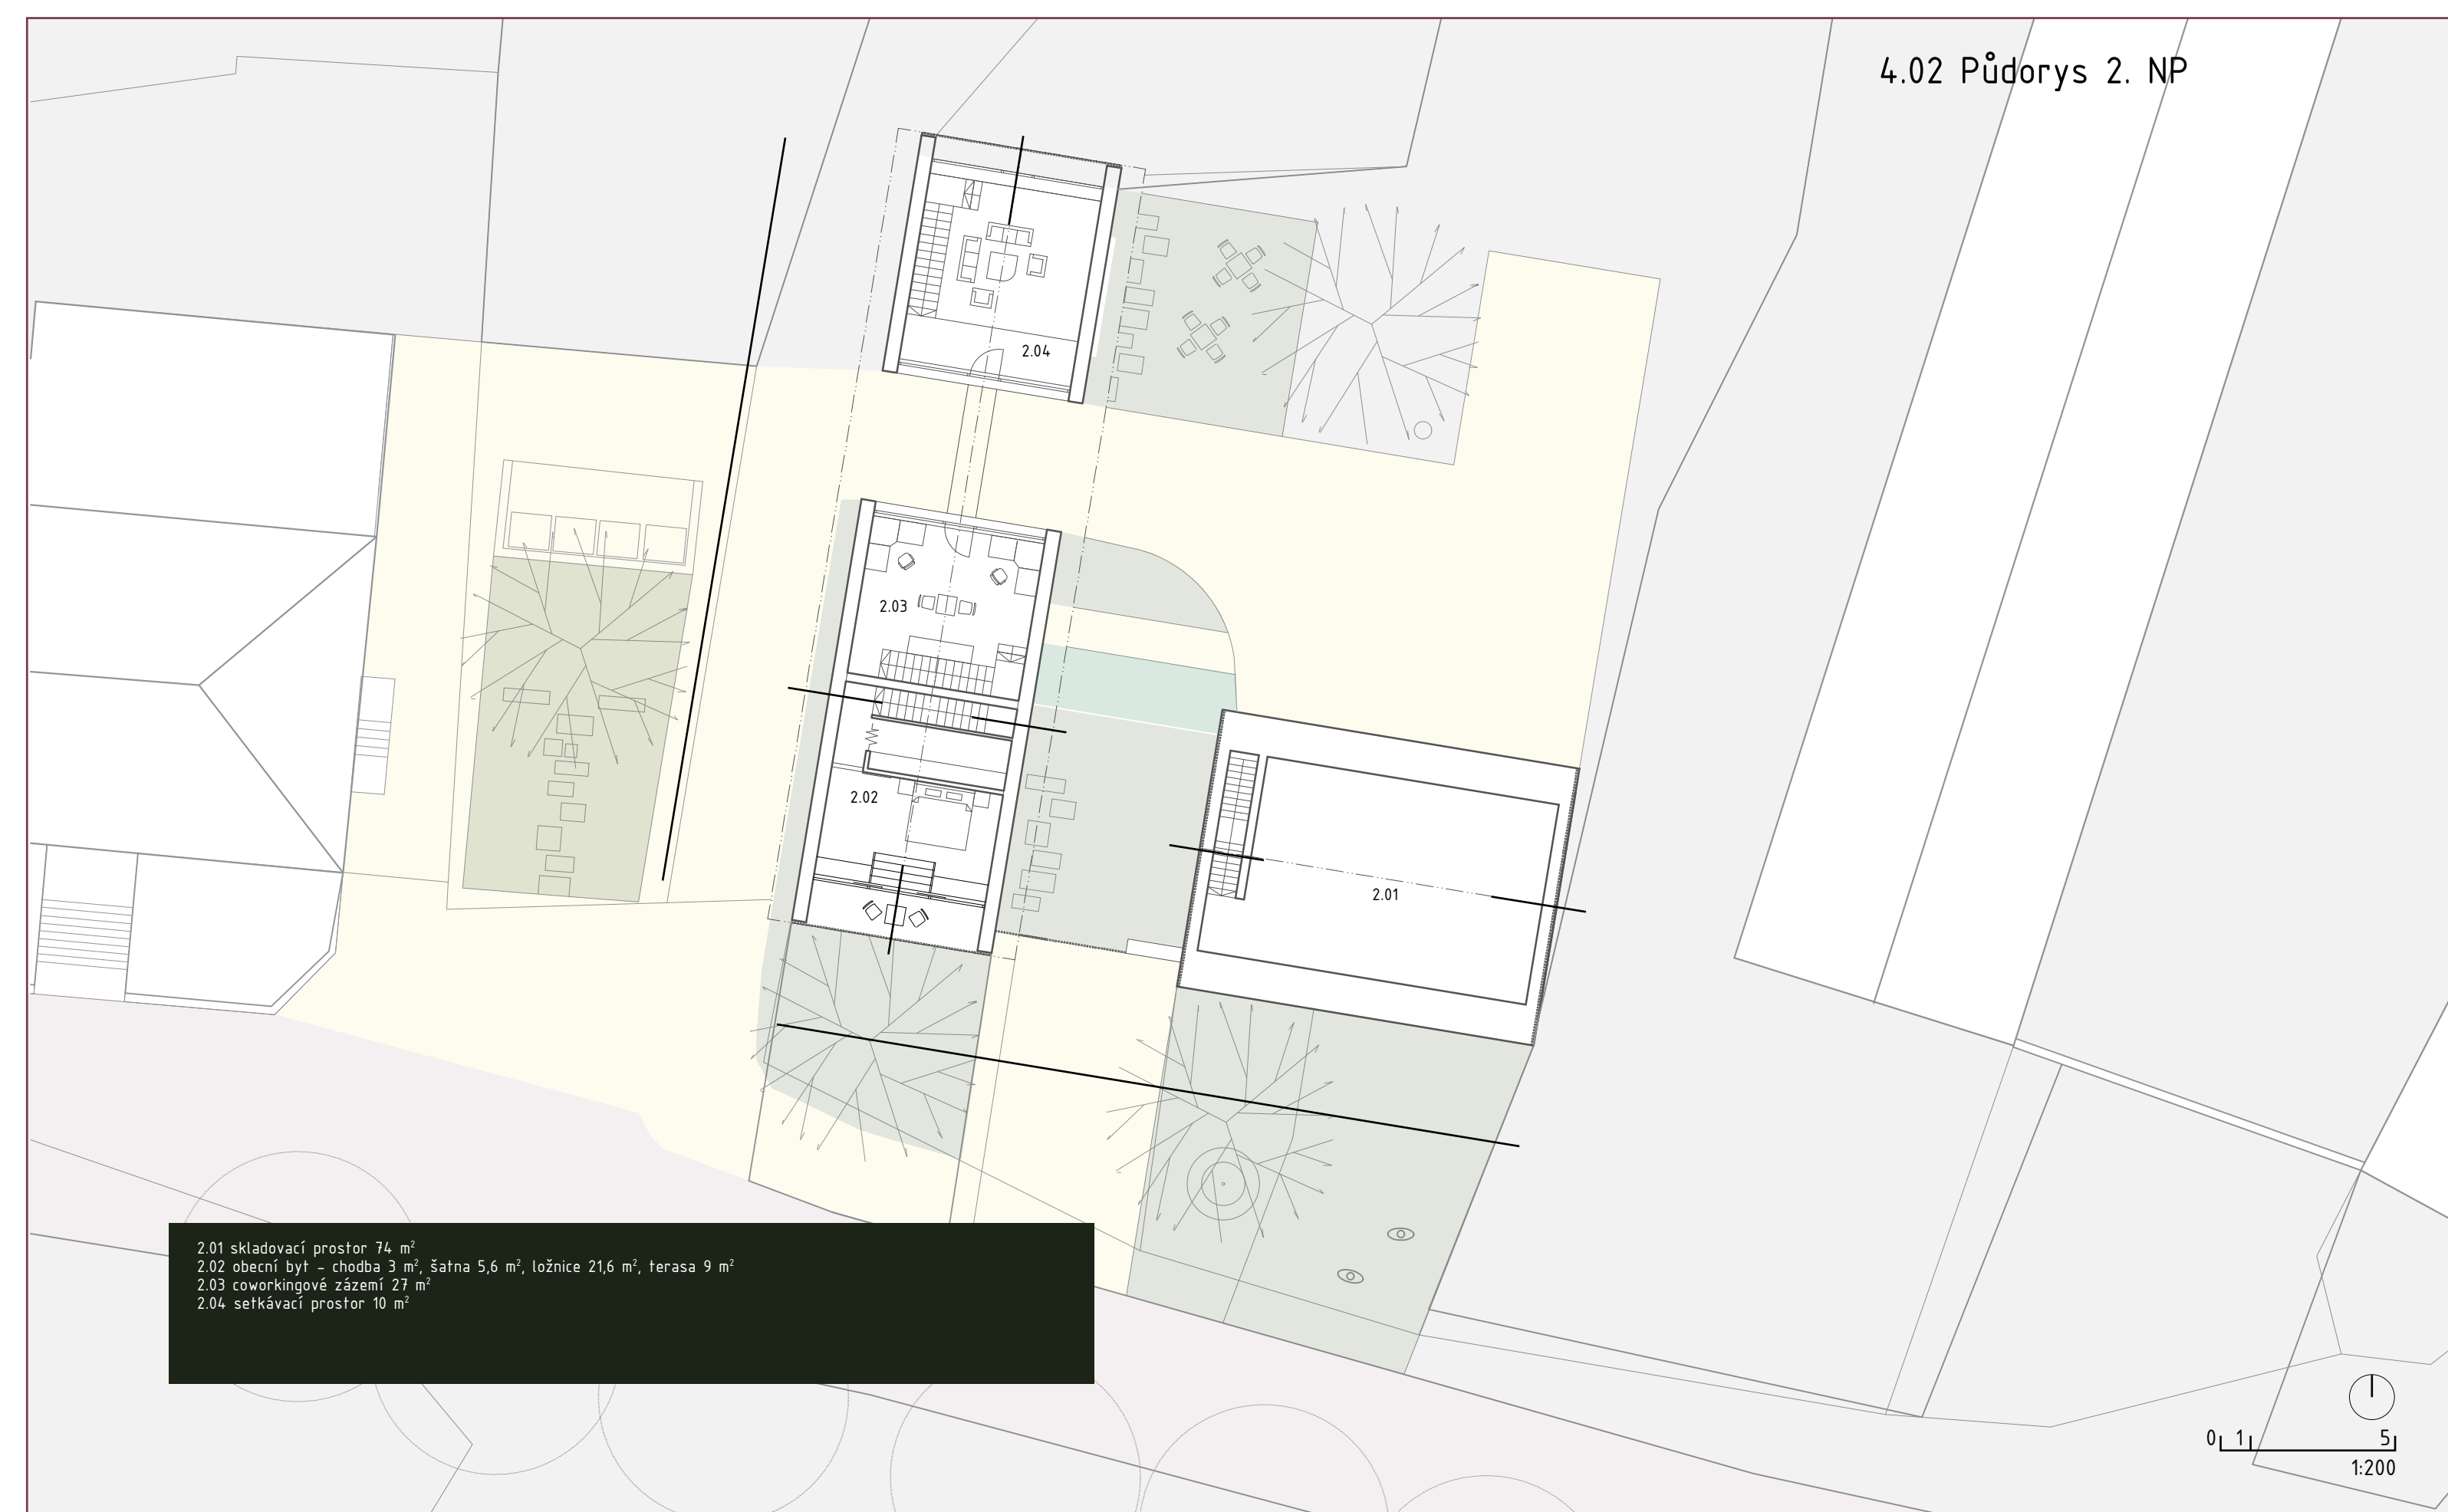 4.02 Půdorys 2. NP
2.04
2.03
2.02
2.01
2.01 skladovací prostor 74 m²
2.02 obecní byt - chodba 3 m², šatna 5,6 m², ložnice 21,6 m², terasa 9 m²
2.03 coworkingové zázemí 27 m²
2.04 setkávací prostor 10 m²
0 1 5
1:200